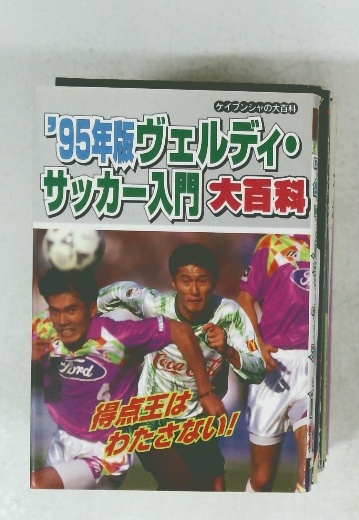 ケイブンシャの大百科
'95年版ヴェルディ・
サッカー入門 大百科
Ford
Coca-Cola
得点王は
わたさない!